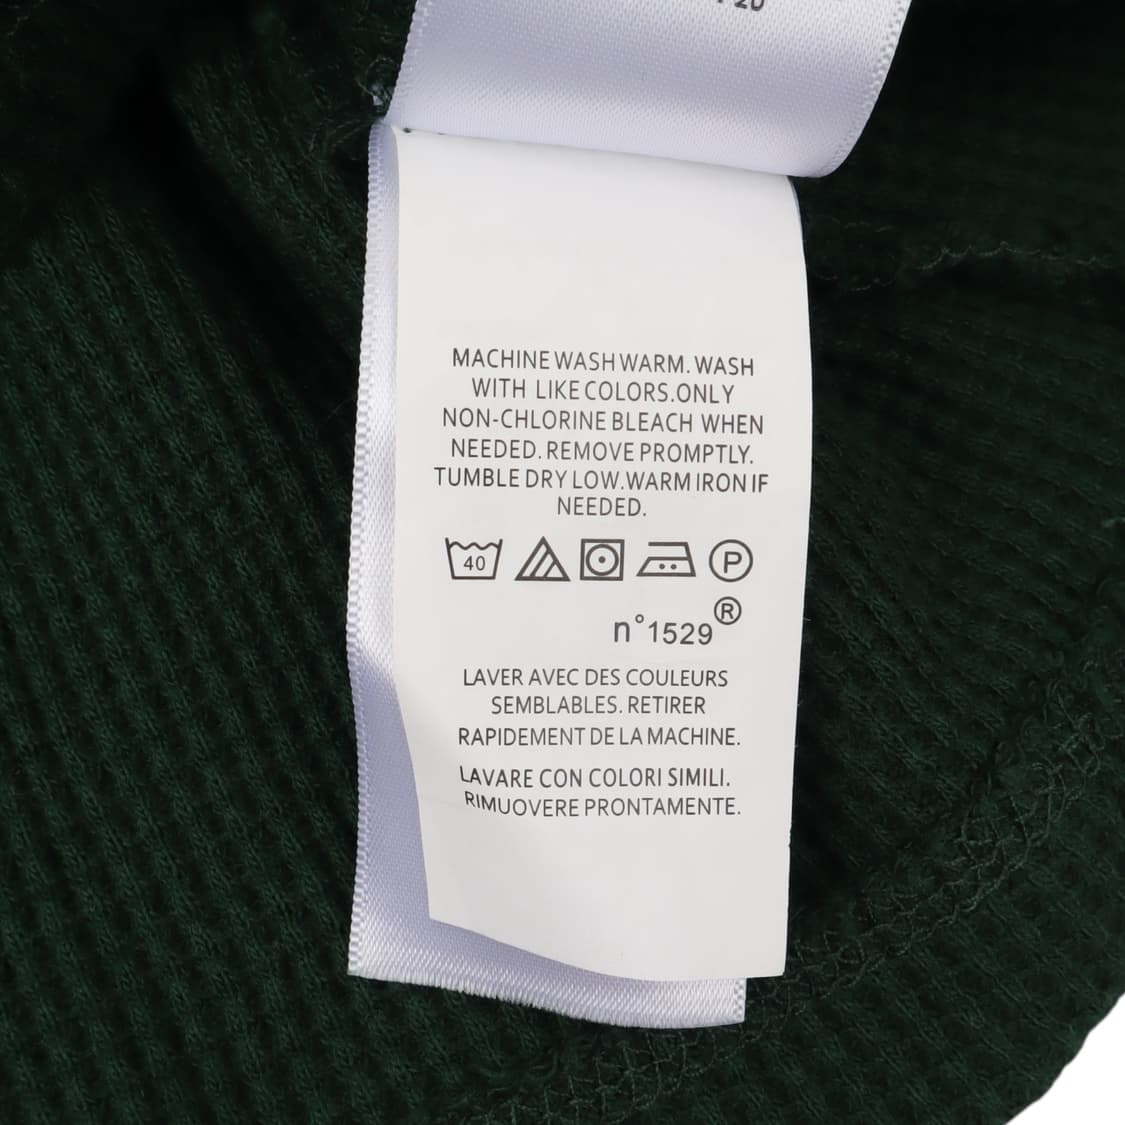 MACHINE WASH WARM. WASH
WITH LIKE COLORS.ONLY
NON-CHLORINE BLEACH WHEN
NEEDED. REMOVE PROMPTLY.
TUMBLE DRY LOW.WARM IRON IF
NEEDED.
40 P
n°1529®
LAVER AVEC DES COULEURS
SEMBLABLES. RETIRER
RAPIDEMENT DE LA MACHINE.
LAVARE CON COLORI SIMILI.
RIMUOVERE PRONTAMENTE.